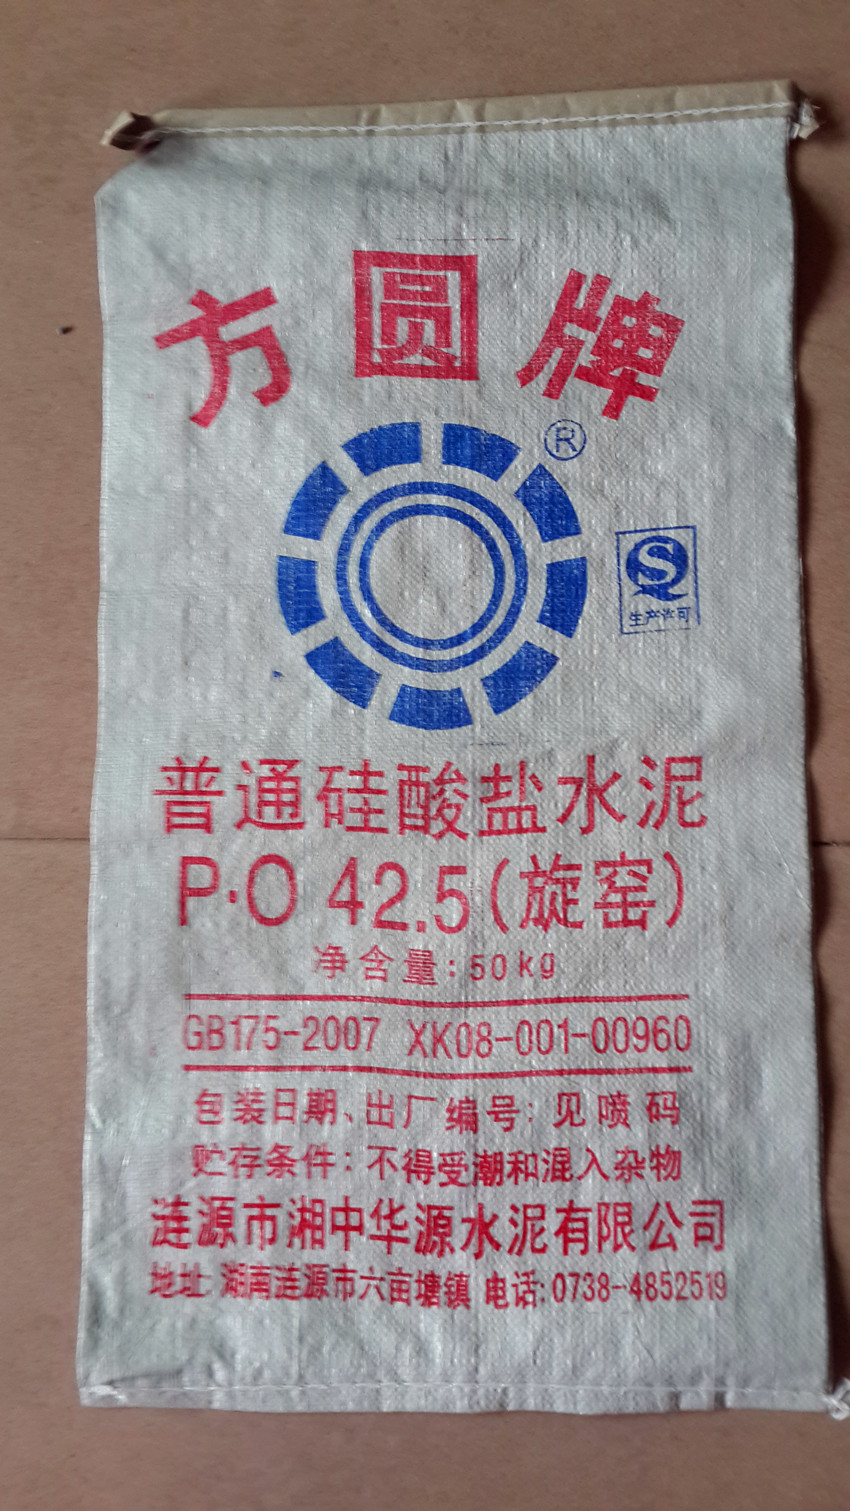 方圆牌
®
S
生产许可
普通硅酸盐水泥
P·O 42.5(旋窑)
净含量:50kg
GB175-2007 XK08-001-00960
包装日期、出厂编号:见喷码
贮存条件:不得受潮和混入杂物
涟源市湘中华源水泥有限公司
地址:湖南涟源市六亩塘镇 电话:0738-4852519